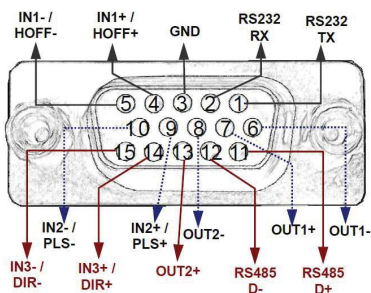 IN1- /
HOFF-
IN1+ /
HOFF+
GND
RS232
RX
RS232
TX
5 4 3 2 1
10 9 8 7 6
15 14 13 12 11
IN2- /
PLS-
IN2+ /
PLS+
OUT2-
OUT1+
OUT1-
IN3- /
DIR-
IN3+ /
DIR+
OUT2+
RS485
D-
RS485
D+